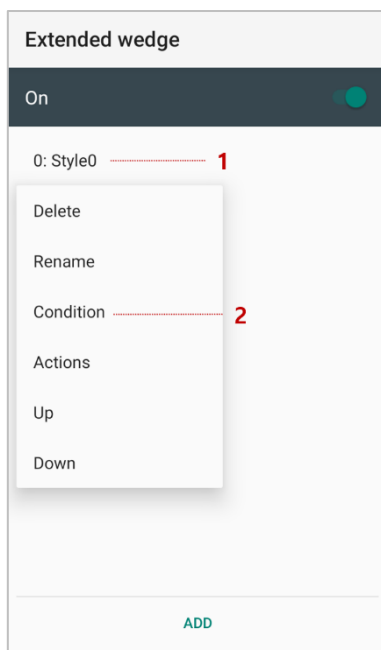 Extended wedge
On
0: Style0 1
Delete
Rename
Condition 2
Actions
Up
Down
ADD